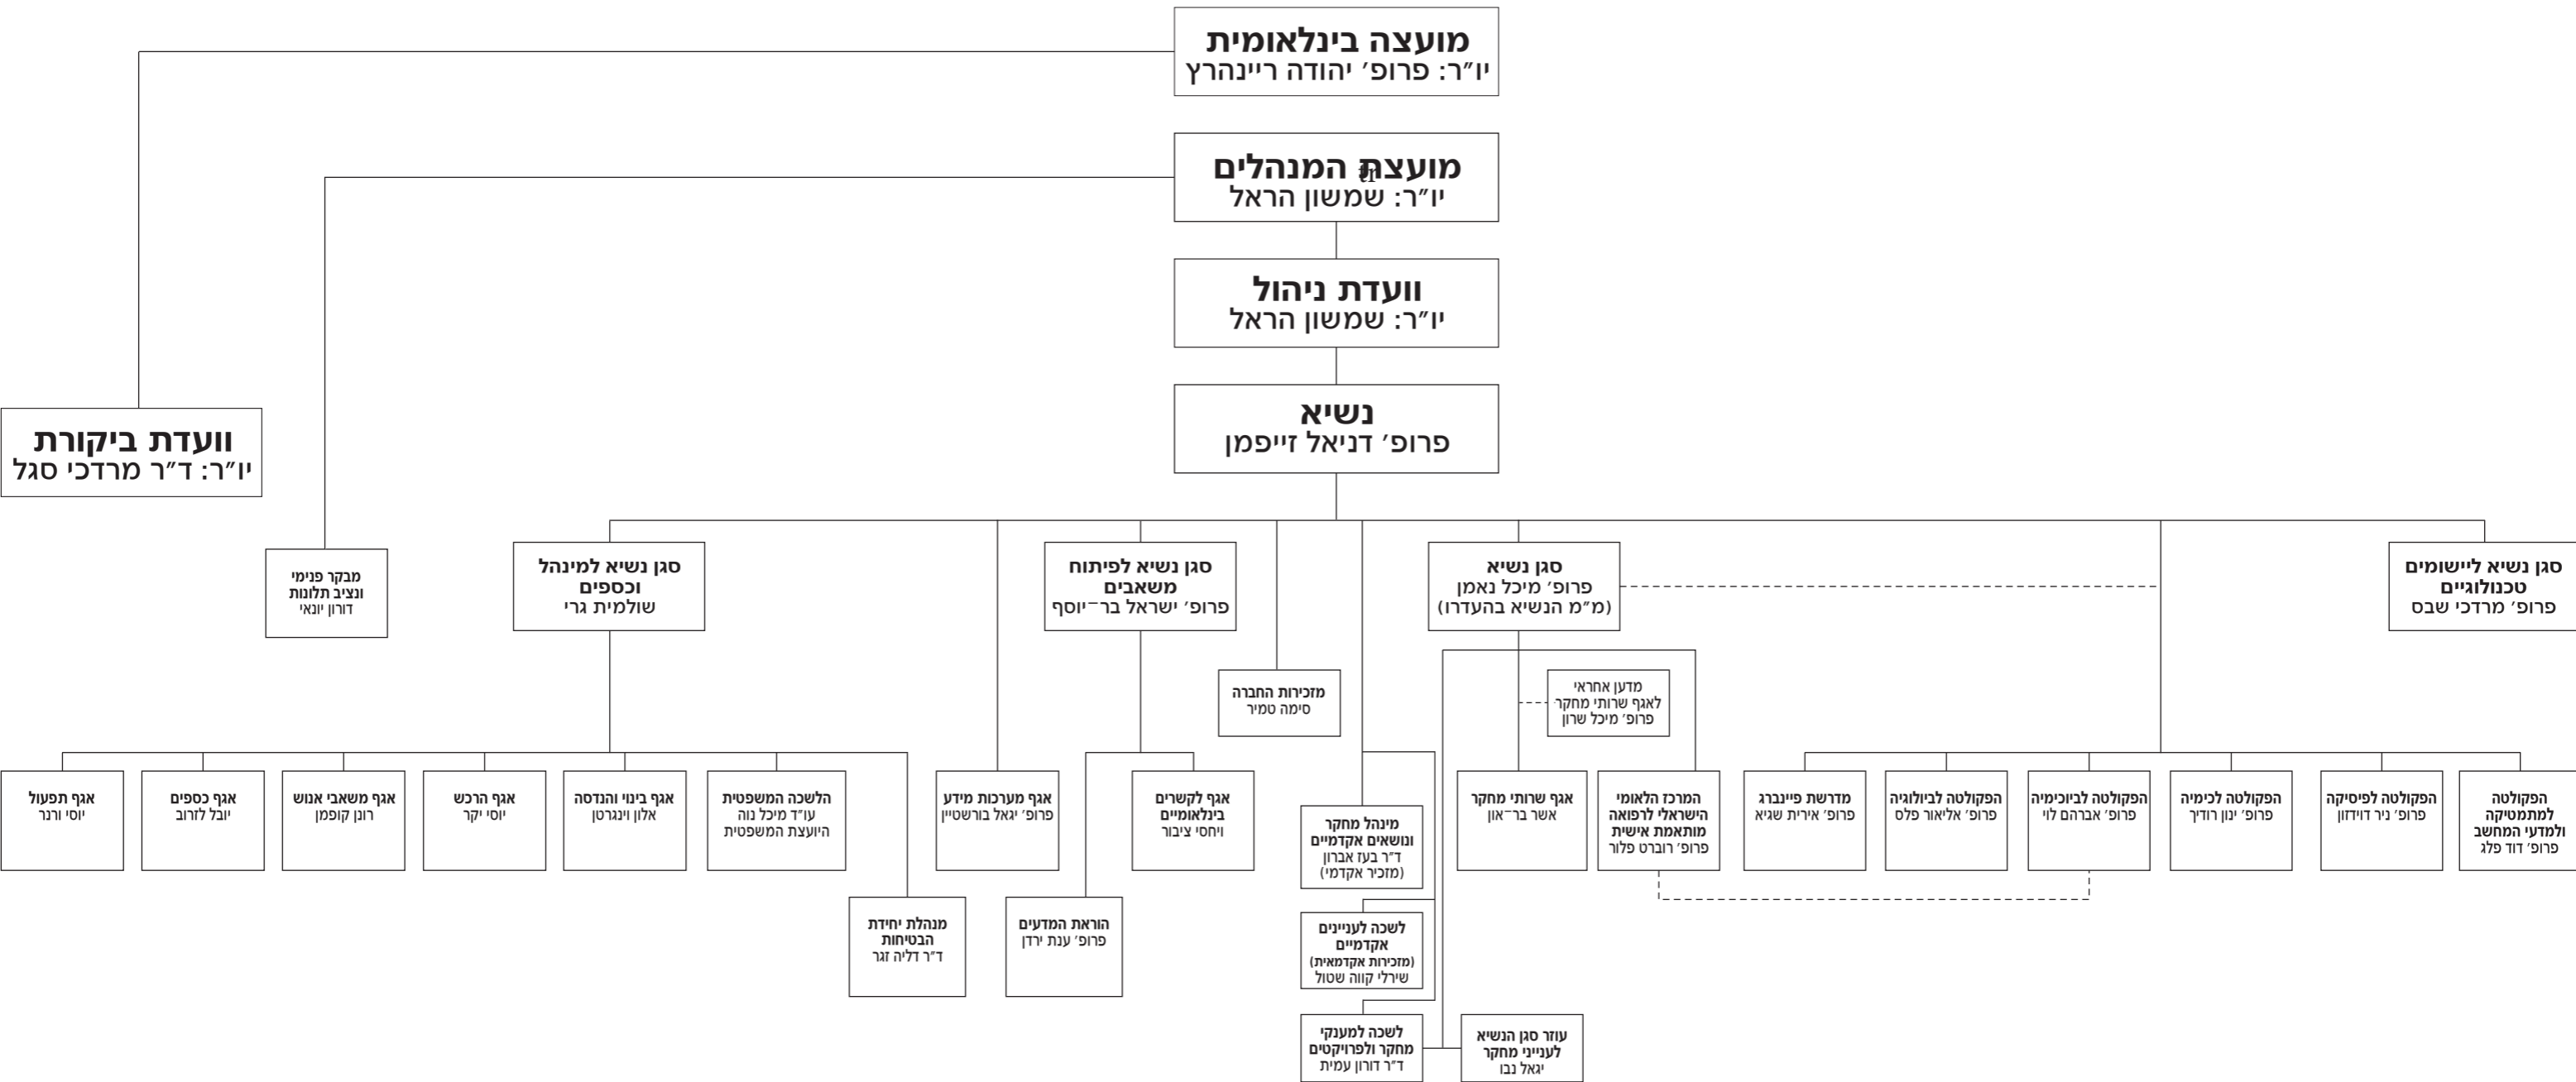 מועצה בינלאומית
יו״ר: פרופ׳ יהודה ריינהרץ
מועצת המנהלים
tr
יו״ר: שמשון הראל
וועדת ניהול
יו״ר: שמשון הראל
נשיא
פרופ׳ דניאל זייפמן
וועדת ביקורת
יו״ר: ד״ר מרדכי סגל
סגן נשיא ליישומים
טכנולוגיים
פרופ׳ מרדכי שבס
סגן נשיא
פרופ׳ מיכל נאמן
(מ״מ הנשיא בהעדרו)
סגן נשיא לפיתוח
משאבים
פרופ׳ ישראל בר־יוסף
סגן נשיא למינהל
וכספים
שולמית גרי
מבקר פנימי
ונציב תלונות
דורון יונאי
מדען אחראי
לאגף שרותי מחקר
פרופ׳ מיכל שרון
מזכירות החברה
סימה טמיר
הפקולטה
למתמטיקה
ולמדעי המחשב
פרופ׳ דוד פלג
הפקולטה לפיסיקה
פרופ׳ ניר דוידזון
הפקולטה לכימיה
פרופ׳ ינון רודיך
הפקולטה לביוכימיה
פרופ׳ אברהם לוי
הפקולטה לביולוגיה
פרופ׳ אליאור פלס
מדרשת פיינברג
פרופ׳ אירית שגיא
המרכז הלאומי
הישראלי לרפואה
מותאמת אישית
פרופ׳ רוברט פלור
אגף שרותי מחקר
אשר בר־און
מינהל מחקר
ונושאים אקדמיים
ד״ר בעז אברון
(מזכיר אקדמי)
אגף לקשרים
בינלאומיים
ויחסי ציבור
אגף מערכות מידע
פרופ׳ יגאל בורשטיין
הלשכה המשפטית
עו״ד מיכל נוה
היועצת המשפטית
אגף בינוי והנדסה
אלון וינגרטן
אגף הרכש
יוסי יקר
אגף משאבי אנוש
רונן קופמן
אגף כספים
יובל לזרוב
אגף תפעול
יוסי ורנר
לשכה לעניינים
אקדמיים
(מזכירות אקדמאית)
שירלי קווה שטול
הוראת המדעים
פרופ׳ ענת ירדן
מנהלת יחידת
הבטיחות
ד״ר דליה זגר
עוזר סגן הנשיא
לענייני מחקר
יגאל נבו
לשכה למענקי
מחקר ולפרויקטים
ד״ר דורון עמית